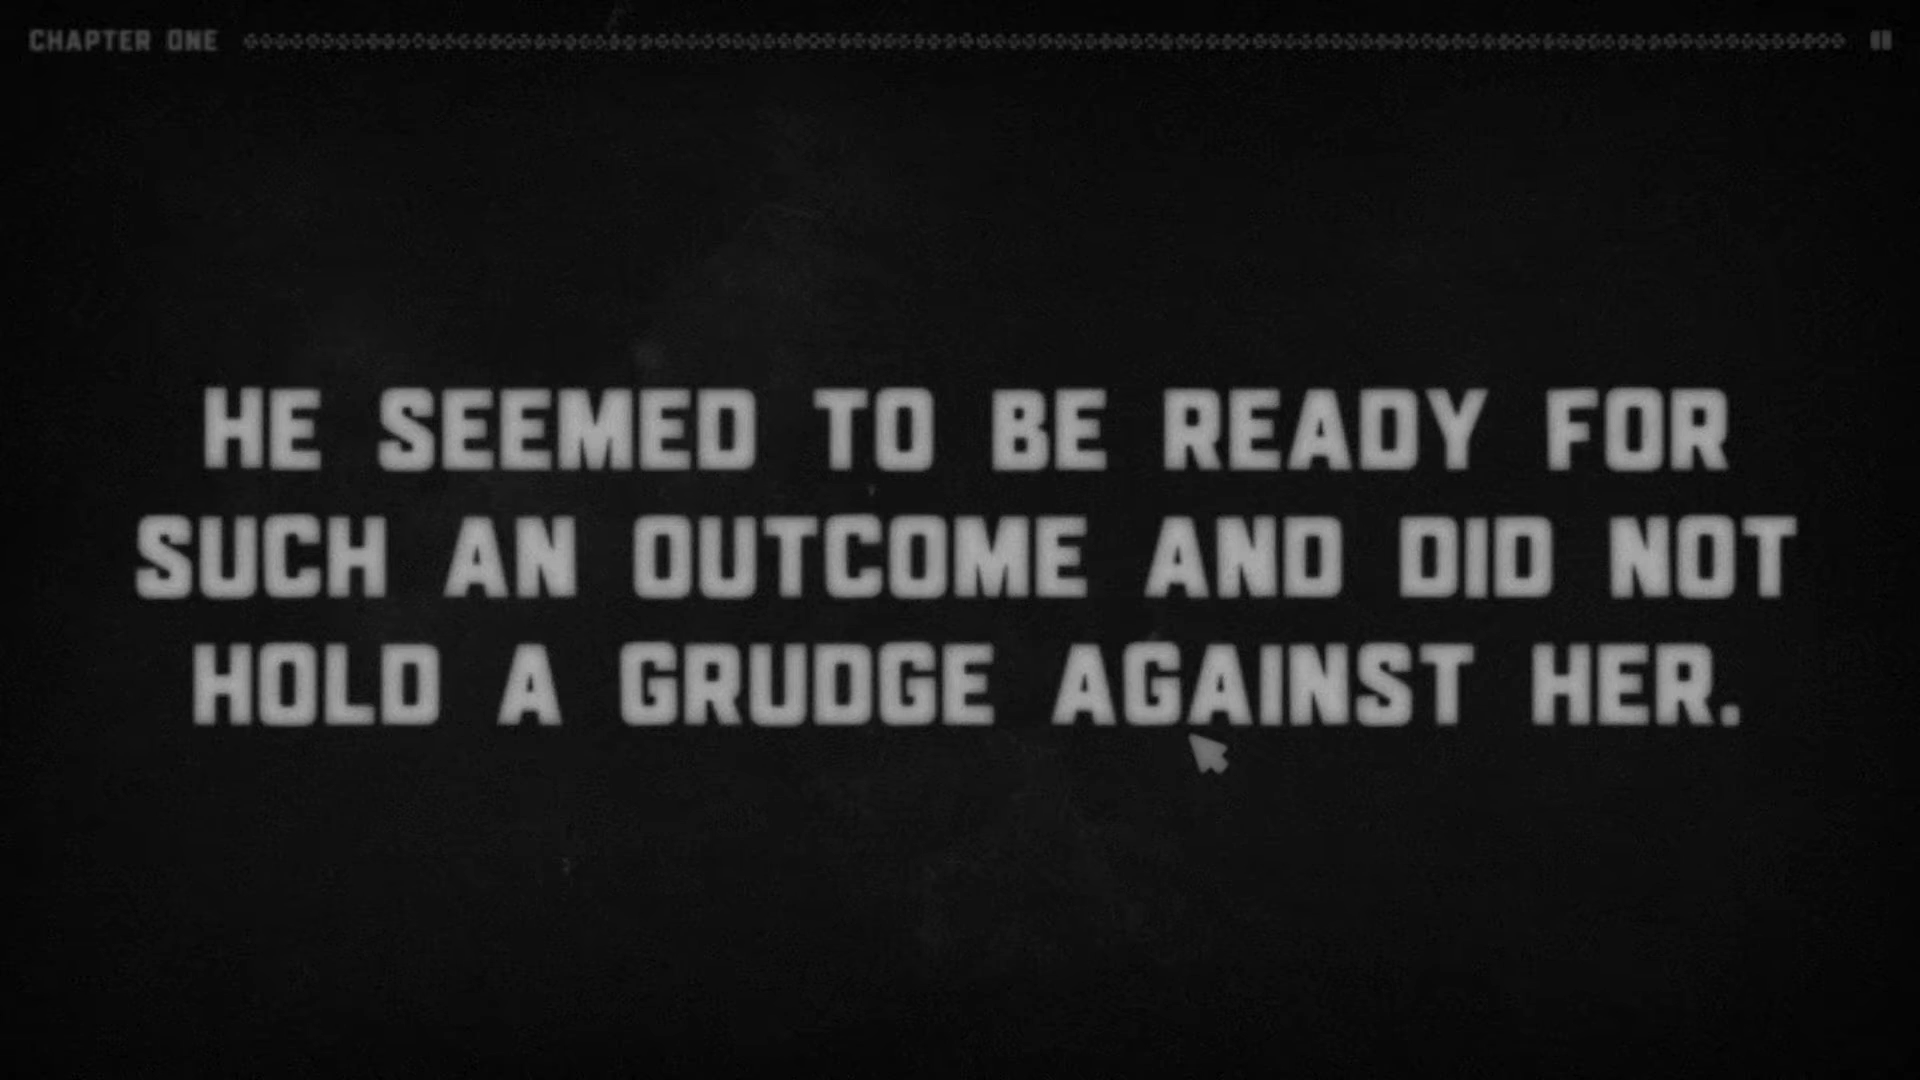 CHAPTER ONE
HE SEEMED TO BE READY FOR
SUCH AN OUTCOME AND DID NOT
HOLD A GRUDGE AGAINST HER.